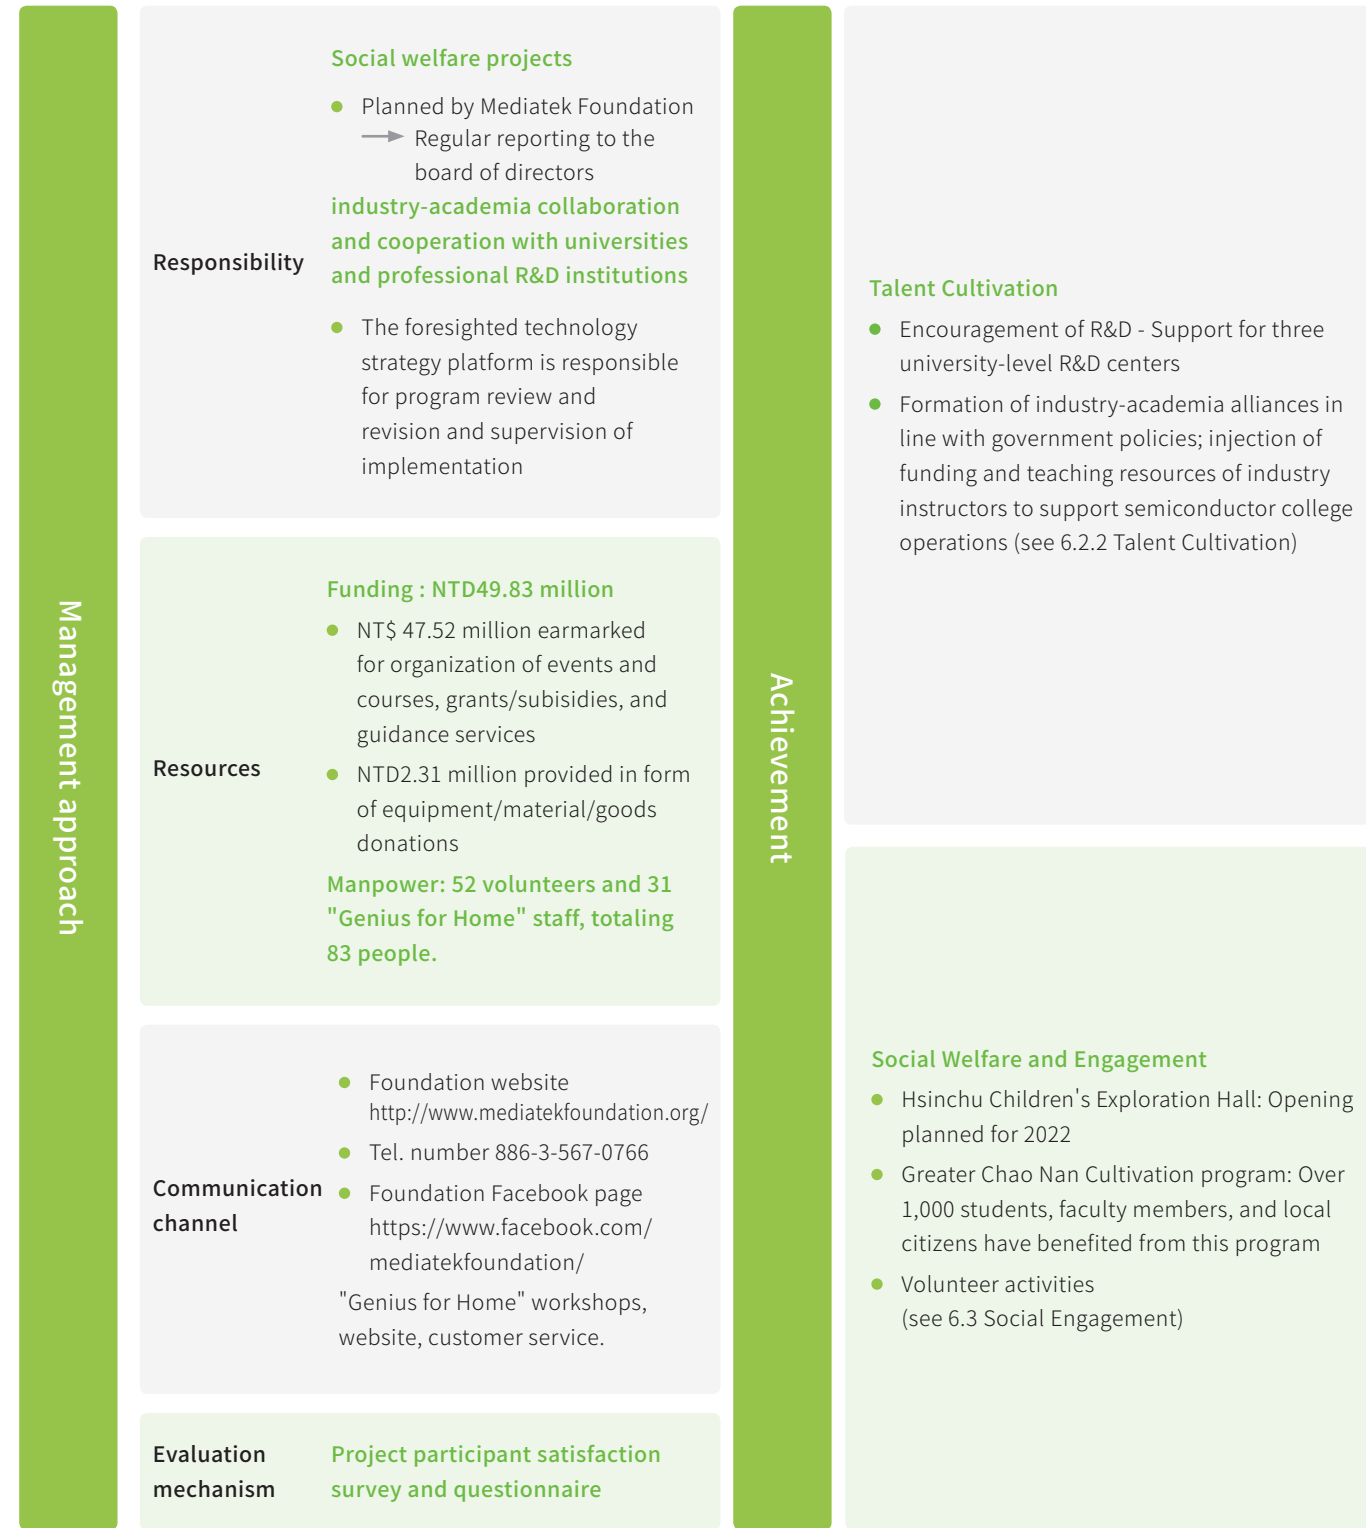 Management approach
Responsibility
Social welfare projects
Planned by Mediatek Foundation
Regular reporting to the
board of directors
industry-academia collaboration
and cooperation with universities
and professional R&D institutions
The foresighted technology
strategy platform is responsible
for program review and
revision and supervision of
implementation
Resources
Funding : NTD49.83 million
NT$ 47.52 million earmarked
for organization of events and
courses, grants/subisidies, and
guidance services
NTD2.31 million provided in form
of equipment/material/goods
donations
Manpower: 52 volunteers and 31
"Genius for Home" staff, totaling
83 people.
Communication
channel
Foundation website
http://www.mediatekfoundation.org/
Tel. number 886-3-567-0766
Foundation Facebook page
https://www.facebook.com/
mediatekfoundation/
"Genius for Home" workshops,
website, customer service.
Evaluation
mechanism
Project participant satisfaction
survey and questionnaire
Achievement
Talent Cultivation
Encouragement of R&D - Support for three
university-level R&D centers
Formation of industry-academia alliances in
line with government policies; injection of
funding and teaching resources of industry
instructors to support semiconductor college
operations (see 6.2.2 Talent Cultivation)
Social Welfare and Engagement
Hsinchu Children's Exploration Hall: Opening
planned for 2022
Greater Chao Nan Cultivation program: Over
1,000 students, faculty members, and local
citizens have benefited from this program
Volunteer activities
(see 6.3 Social Engagement)